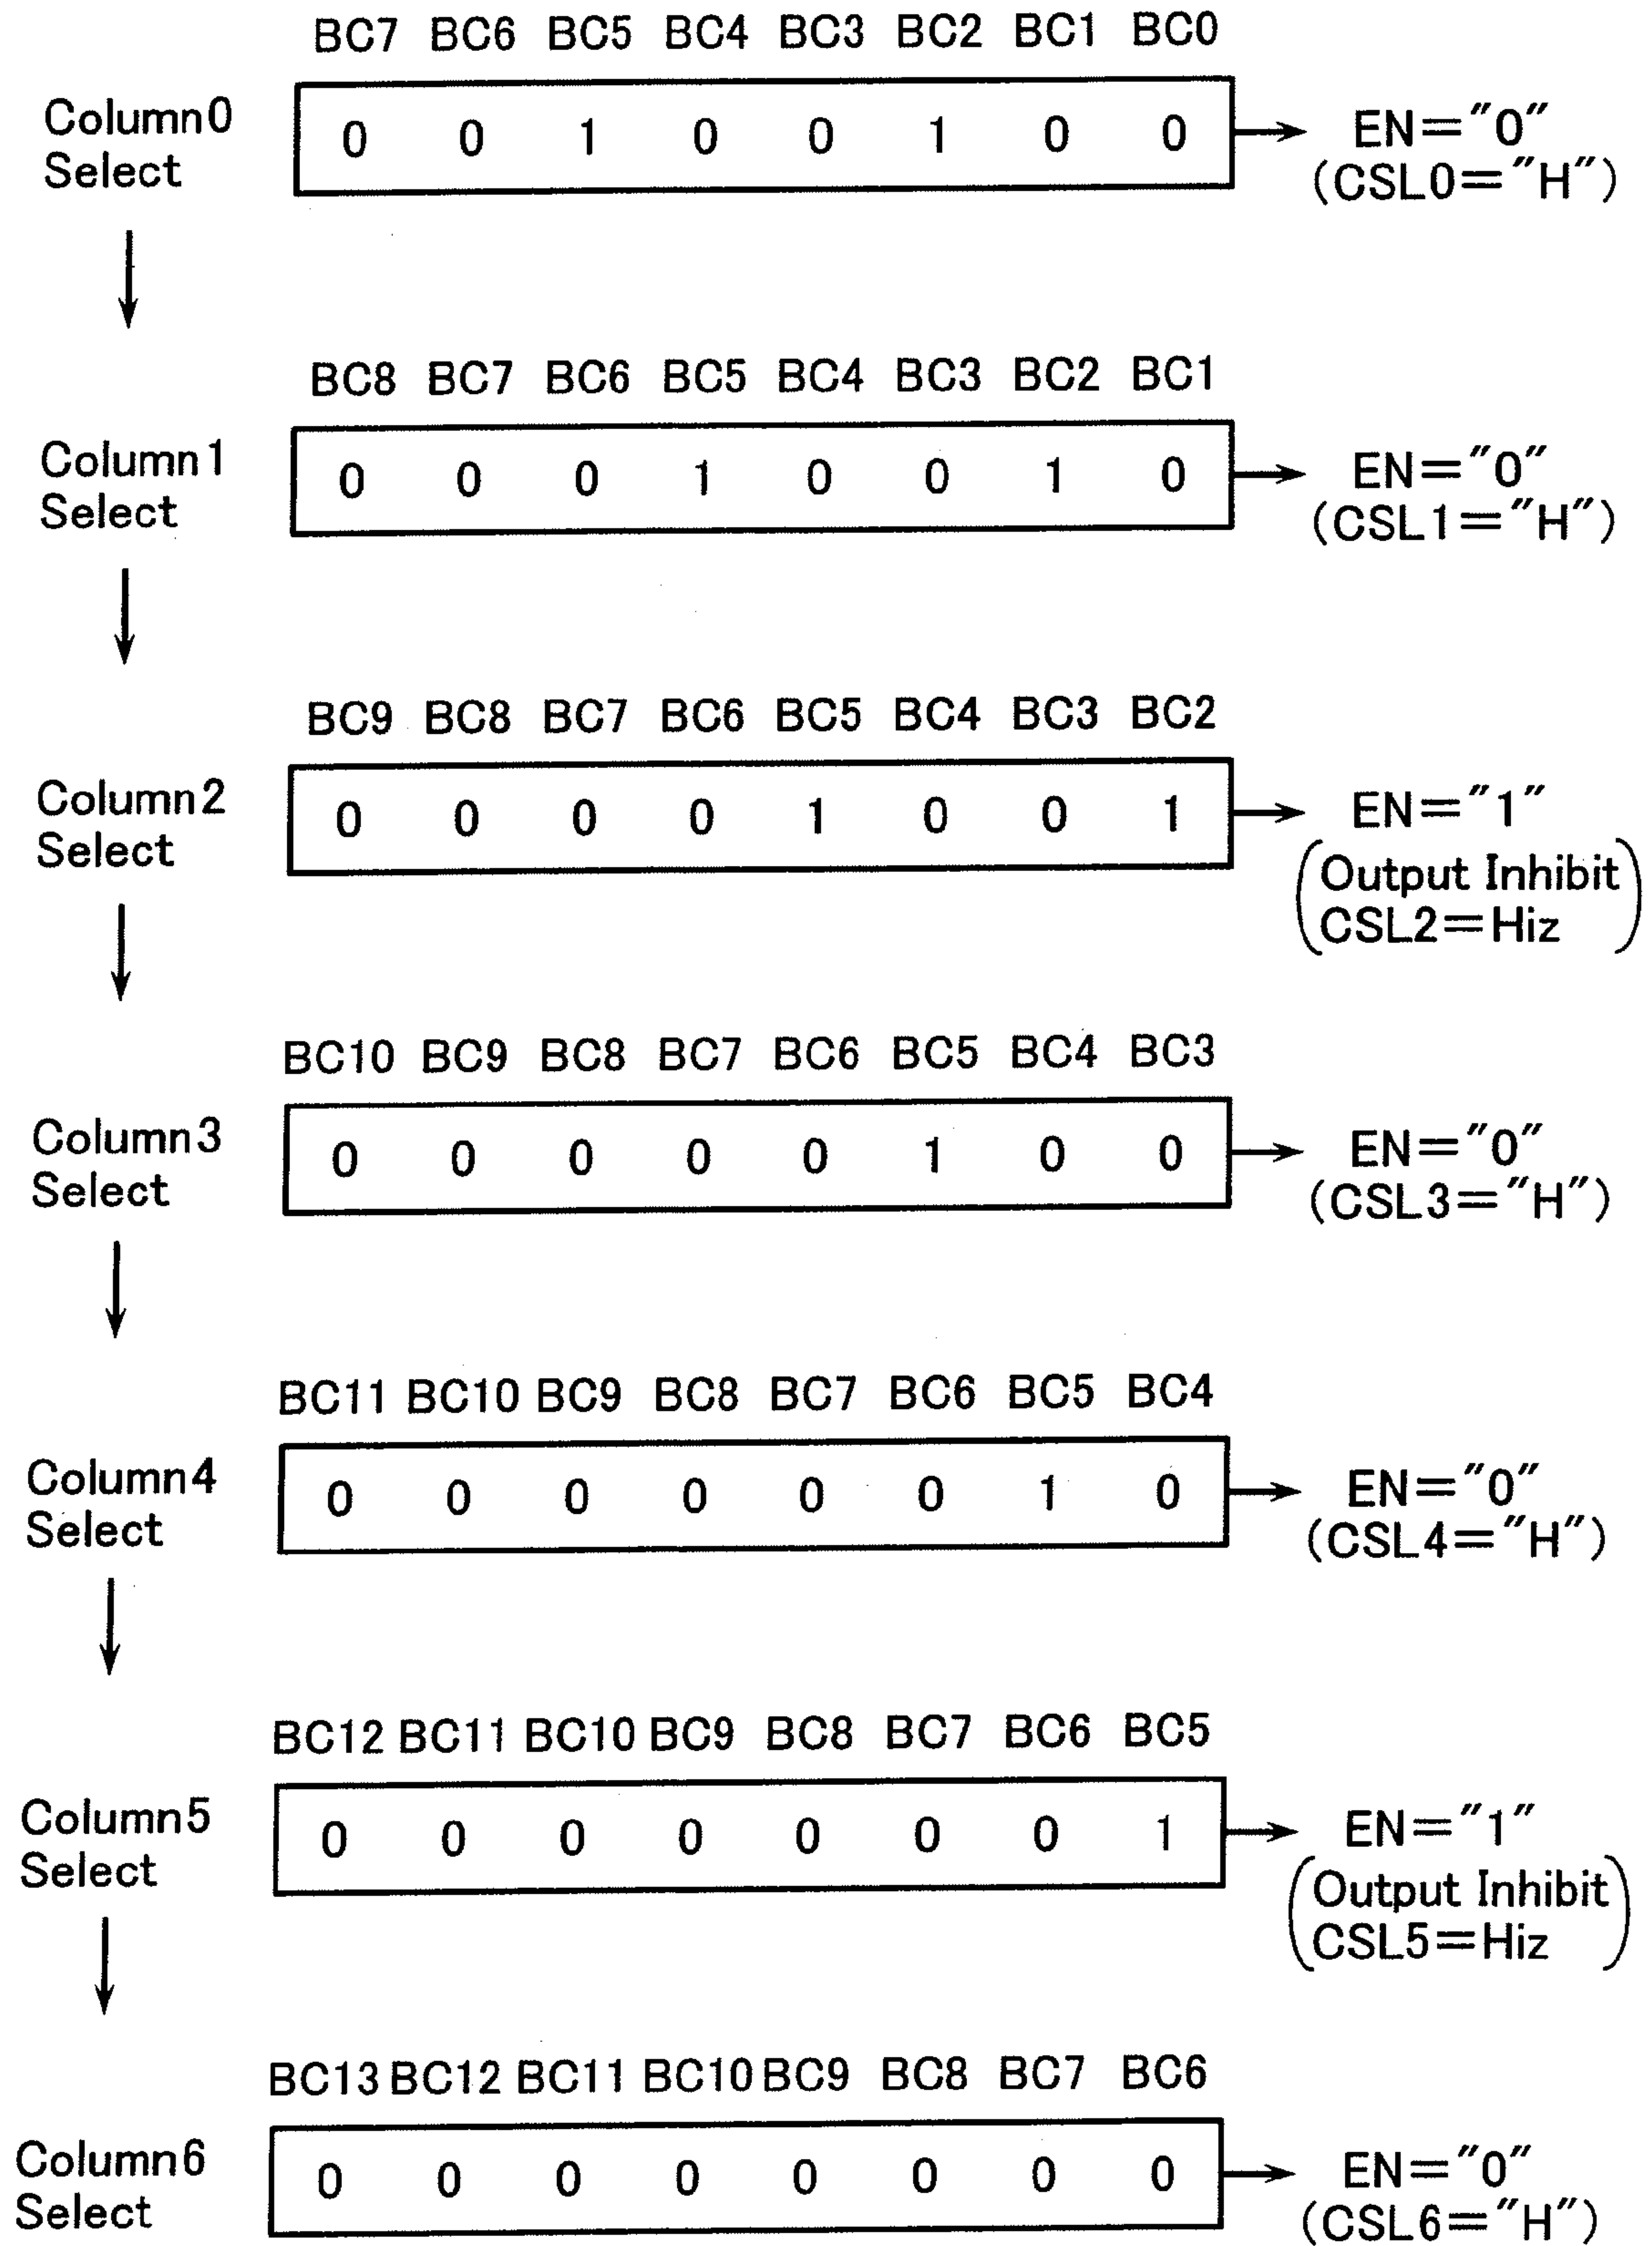 BC7 BC6 BC5 BC4 BC3 BC2 BC1 BC0
Column0
Select
0 0 1 0 0 1 0 0
EN="0"
(CSL0="H")
BC8 BC7 BC6 BC5 BC4 BC3 BC2 BC1
Column1
Select
0 0 0 1 0 0 1 0
EN="0"
(CSL1="H")
BC9 BC8 BC7 BC6 BC5 BC4 BC3 BC2
Column2
Select
0 0 0 0 1 0 0 1
EN="1"
(Output Inhibit
CSL2=Hiz)
BC10 BC9 BC8 BC7 BC6 BC5 BC4 BC3
Column3
Select
0 0 0 0 0 1 0 0
EN="0"
(CSL3="H")
BC11 BC10 BC9 BC8 BC7 BC6 BC5 BC4
Column4
Select
0 0 0 0 0 0 1 0
EN="0"
(CSL4="H")
BC12 BC11 BC10 BC9 BC8 BC7 BC6 BC5
Column5
Select
0 0 0 0 0 0 0 1
EN="1"
(Output Inhibit
CSL5=Hiz)
BC13 BC12 BC11 BC10 BC9 BC8 BC7 BC6
Column6
Select
0 0 0 0 0 0 0 0
EN="0"
(CSL6="H")